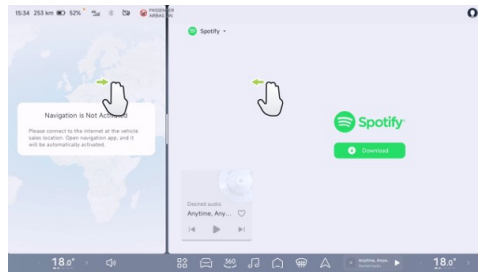 15:34 253 km 52%
PASSENGER
AIRBAG ON
Spotify
Navigation is Not Activated
Please connect to the internet at the vehicle
sales location. Open navigation app, and it
will be automatically activated.
Spotify
Download
Desired audio
Anytime, Any...
18.0°
360
Anytime, Anyw...
18.0°